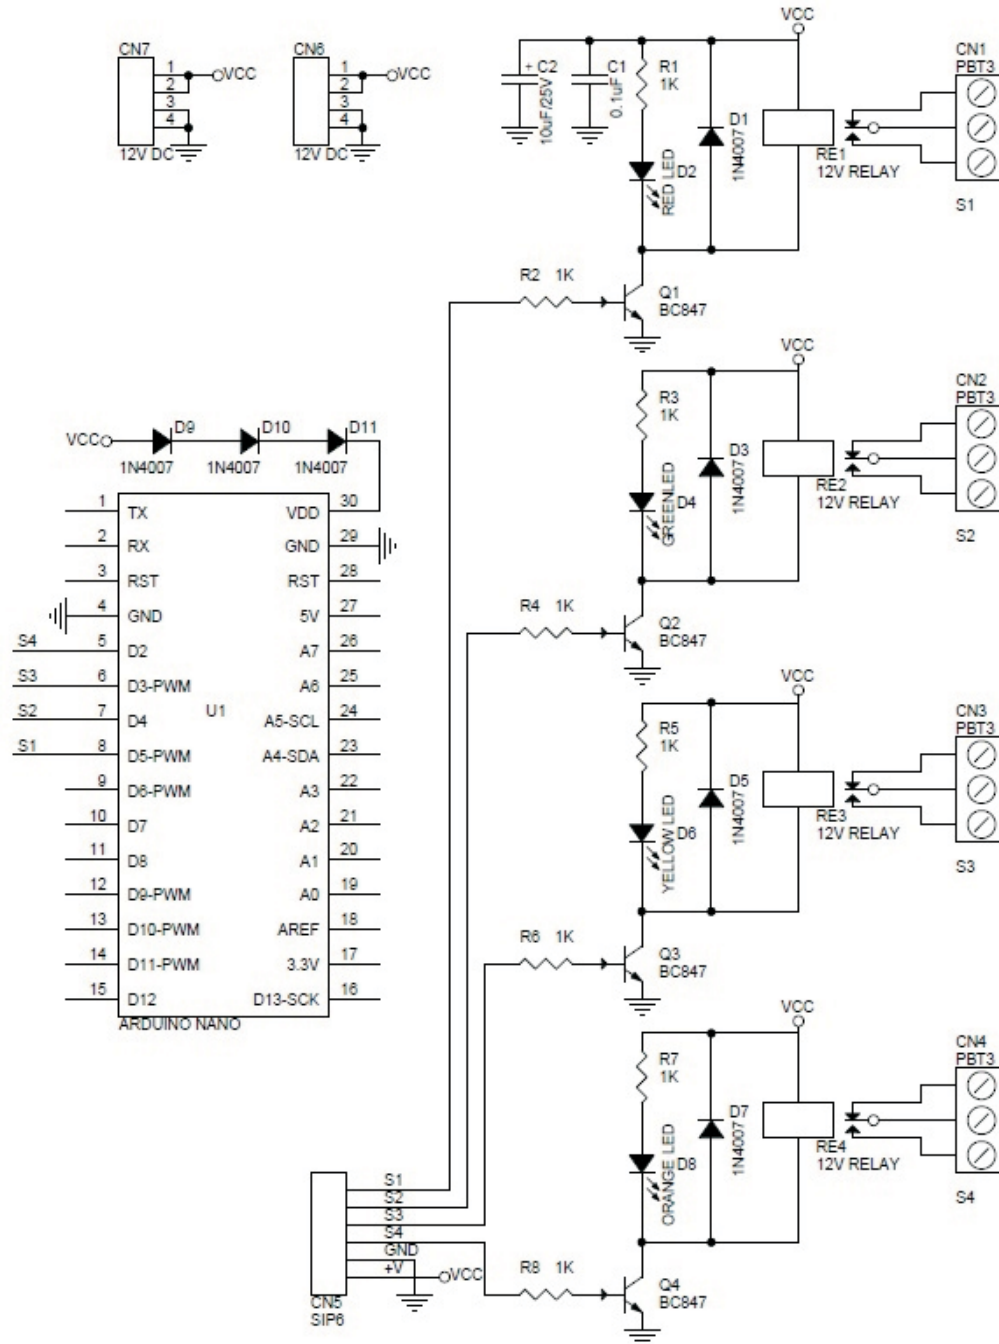 CN7
1
2
3
4
VCC
12V DC
CN6
1
2
3
4
VCC
12V DC
VCC
+ C2
10uF/25V
C1
0.1uF
R1
1K
D1
1N4007
D2
RED LED
RE1
12V RELAY
CN1
PBT3
S1
R2 1K
Q1
BC847
VCC
R3
1K
D3
1N4007
D4
GREENLED
RE2
12V RELAY
CN2
PBT3
S2
R4 1K
Q2
BC847
VCC
R5
1K
D5
1N4007
D6
YELLOW LED
RE3
12V RELAY
CN3
PBT3
S3
R6 1K
Q3
BC847
VCC
R7
1K
D7
1N4007
D8
ORANGE LED
RE4
12V RELAY
CN4
PBT3
S4
R8 1K
Q4
BC847
VCC
D9
D10
D11
1N4007
1N4007
1N4007
1 TX VDD 30
2 RX GND 29
3 RST RST 28
4 GND 5V 27
S4 5 D2 A7 26
S3 6 D3-PWM A6 25
U1
S2 7 D4 A5-SCL 24
S1 8 D5-PWM A4-SDA 23
9 D6-PWM A3 22
10 D7 A2 21
11 D8 A1 20
12 D9-PWM A0 19
13 D10-PWM AREF 18
14 D11-PWM 3.3V 17
15 D12 D13-SCK 16
ARDUINO NANO
S1
S2
S3
S4
GND
+V
VCC
CN5
SIP6